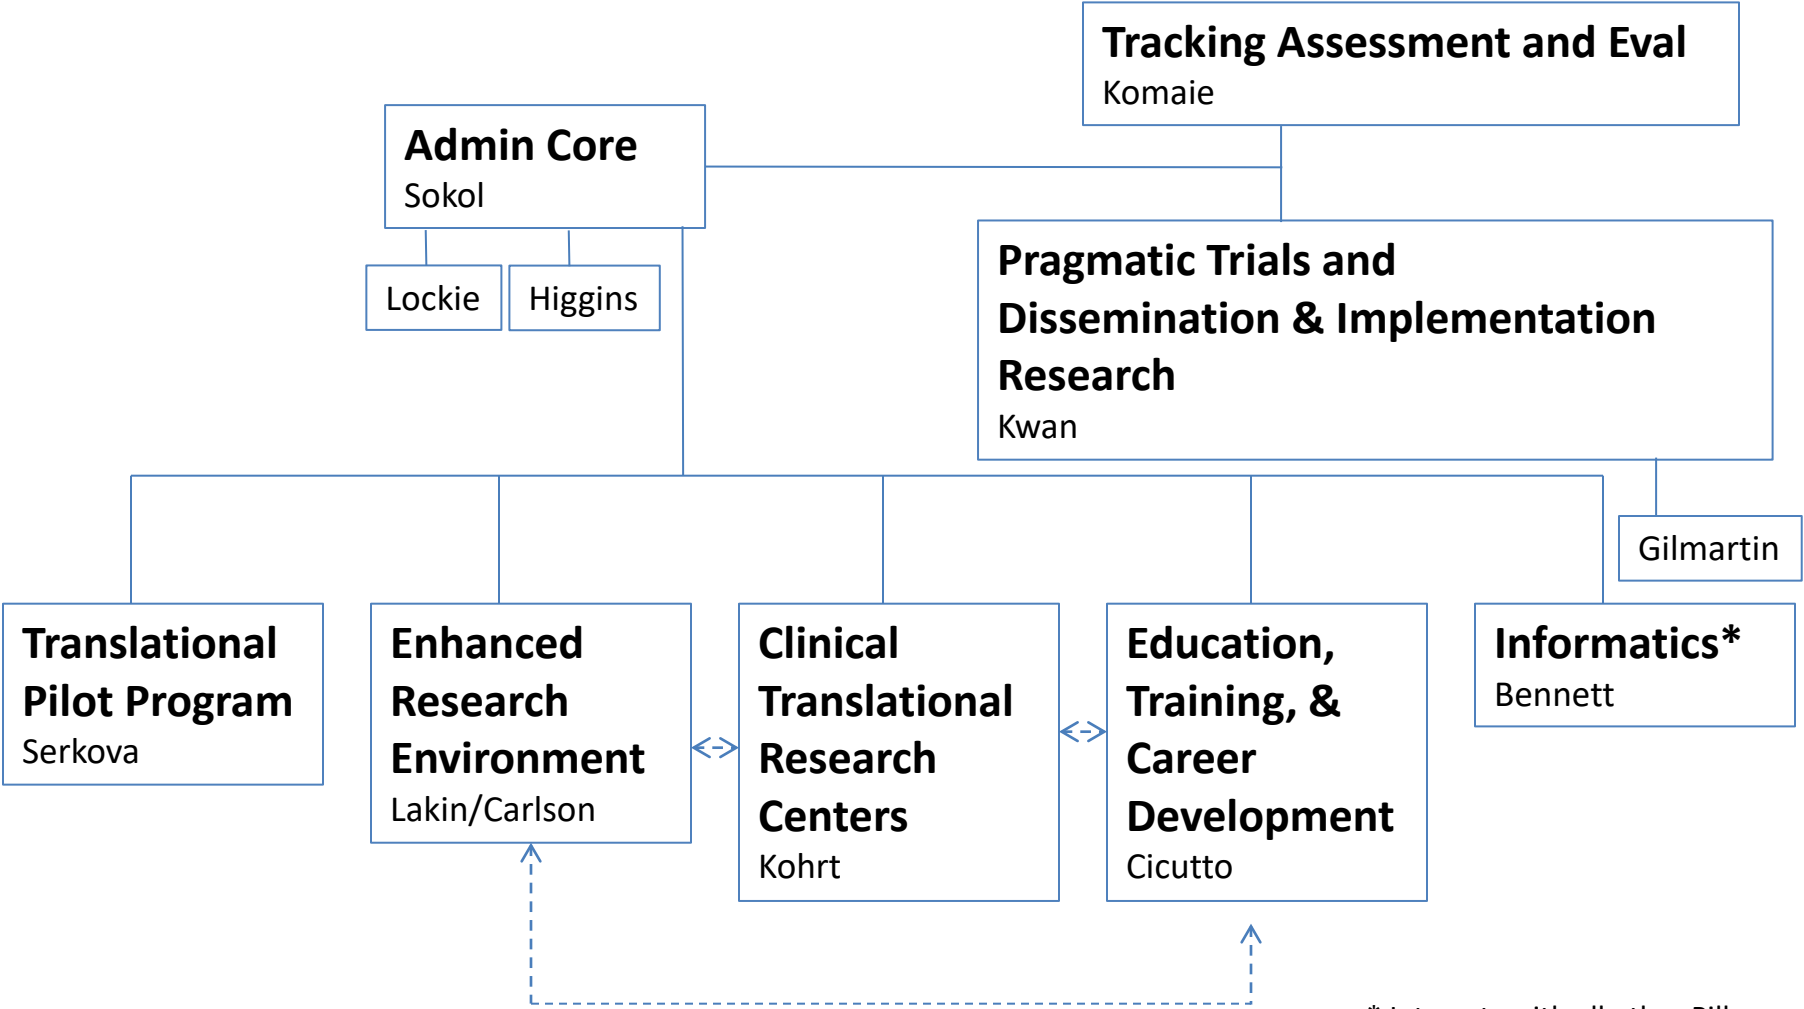 Tracking Assessment and Eval
Komaie
Admin Core
Sokol
Lockie
Higgins
Pragmatic Trials and
Dissemination & Implementation
Research
Kwan
Gilmartin
Translational
Pilot Program
Serkova
Enhanced
Research
Environment
Lakin/Carlson
Clinical
Translational
Research
Centers
Kohrt
Education,
Training, &
Career
Development
Cicutto
Informatics*
Bennett